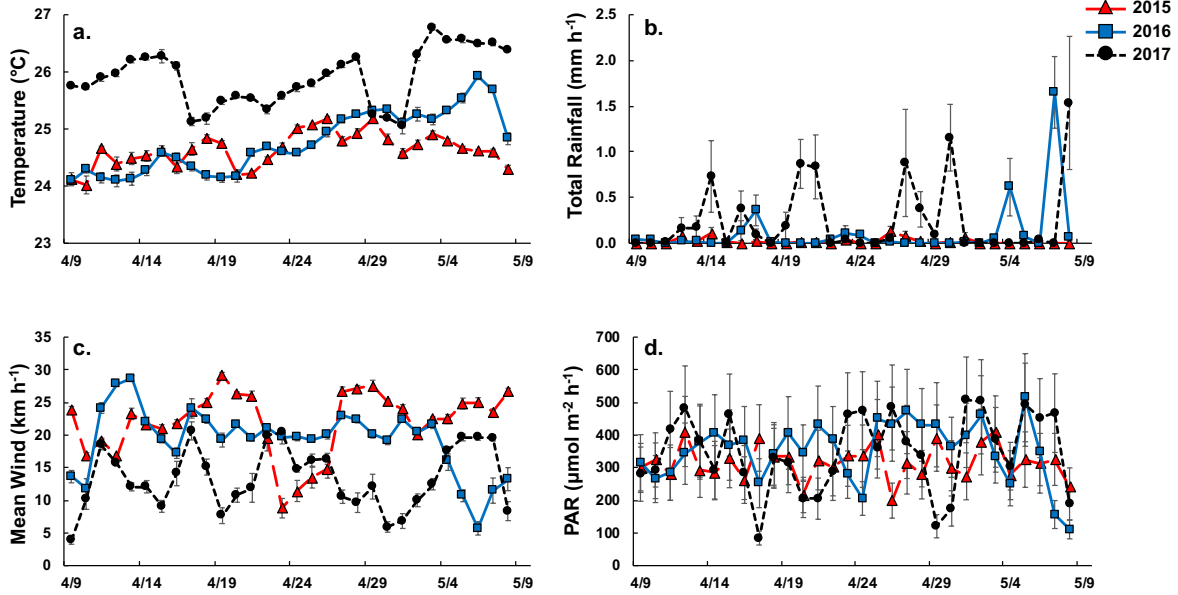 2015
2016
2017
a.
Temperature (°C)
27
26
25
24
23
4/9 4/14 4/19 4/24 4/29 5/4 5/9
b.
Total Rainfall (mm h-1)
2.5
2.0
1.5
1.0
0.5
0.0
4/9 4/14 4/19 4/24 4/29 5/4 5/9
c.
Mean Wind (km h-1)
35
30
25
20
15
10
5
0
4/9 4/14 4/19 4/24 4/29 5/4 5/9
d.
PAR (µmol m-2 h-1)
700
600
500
400
300
200
100
0
4/9 4/14 4/19 4/24 4/29 5/4 5/9